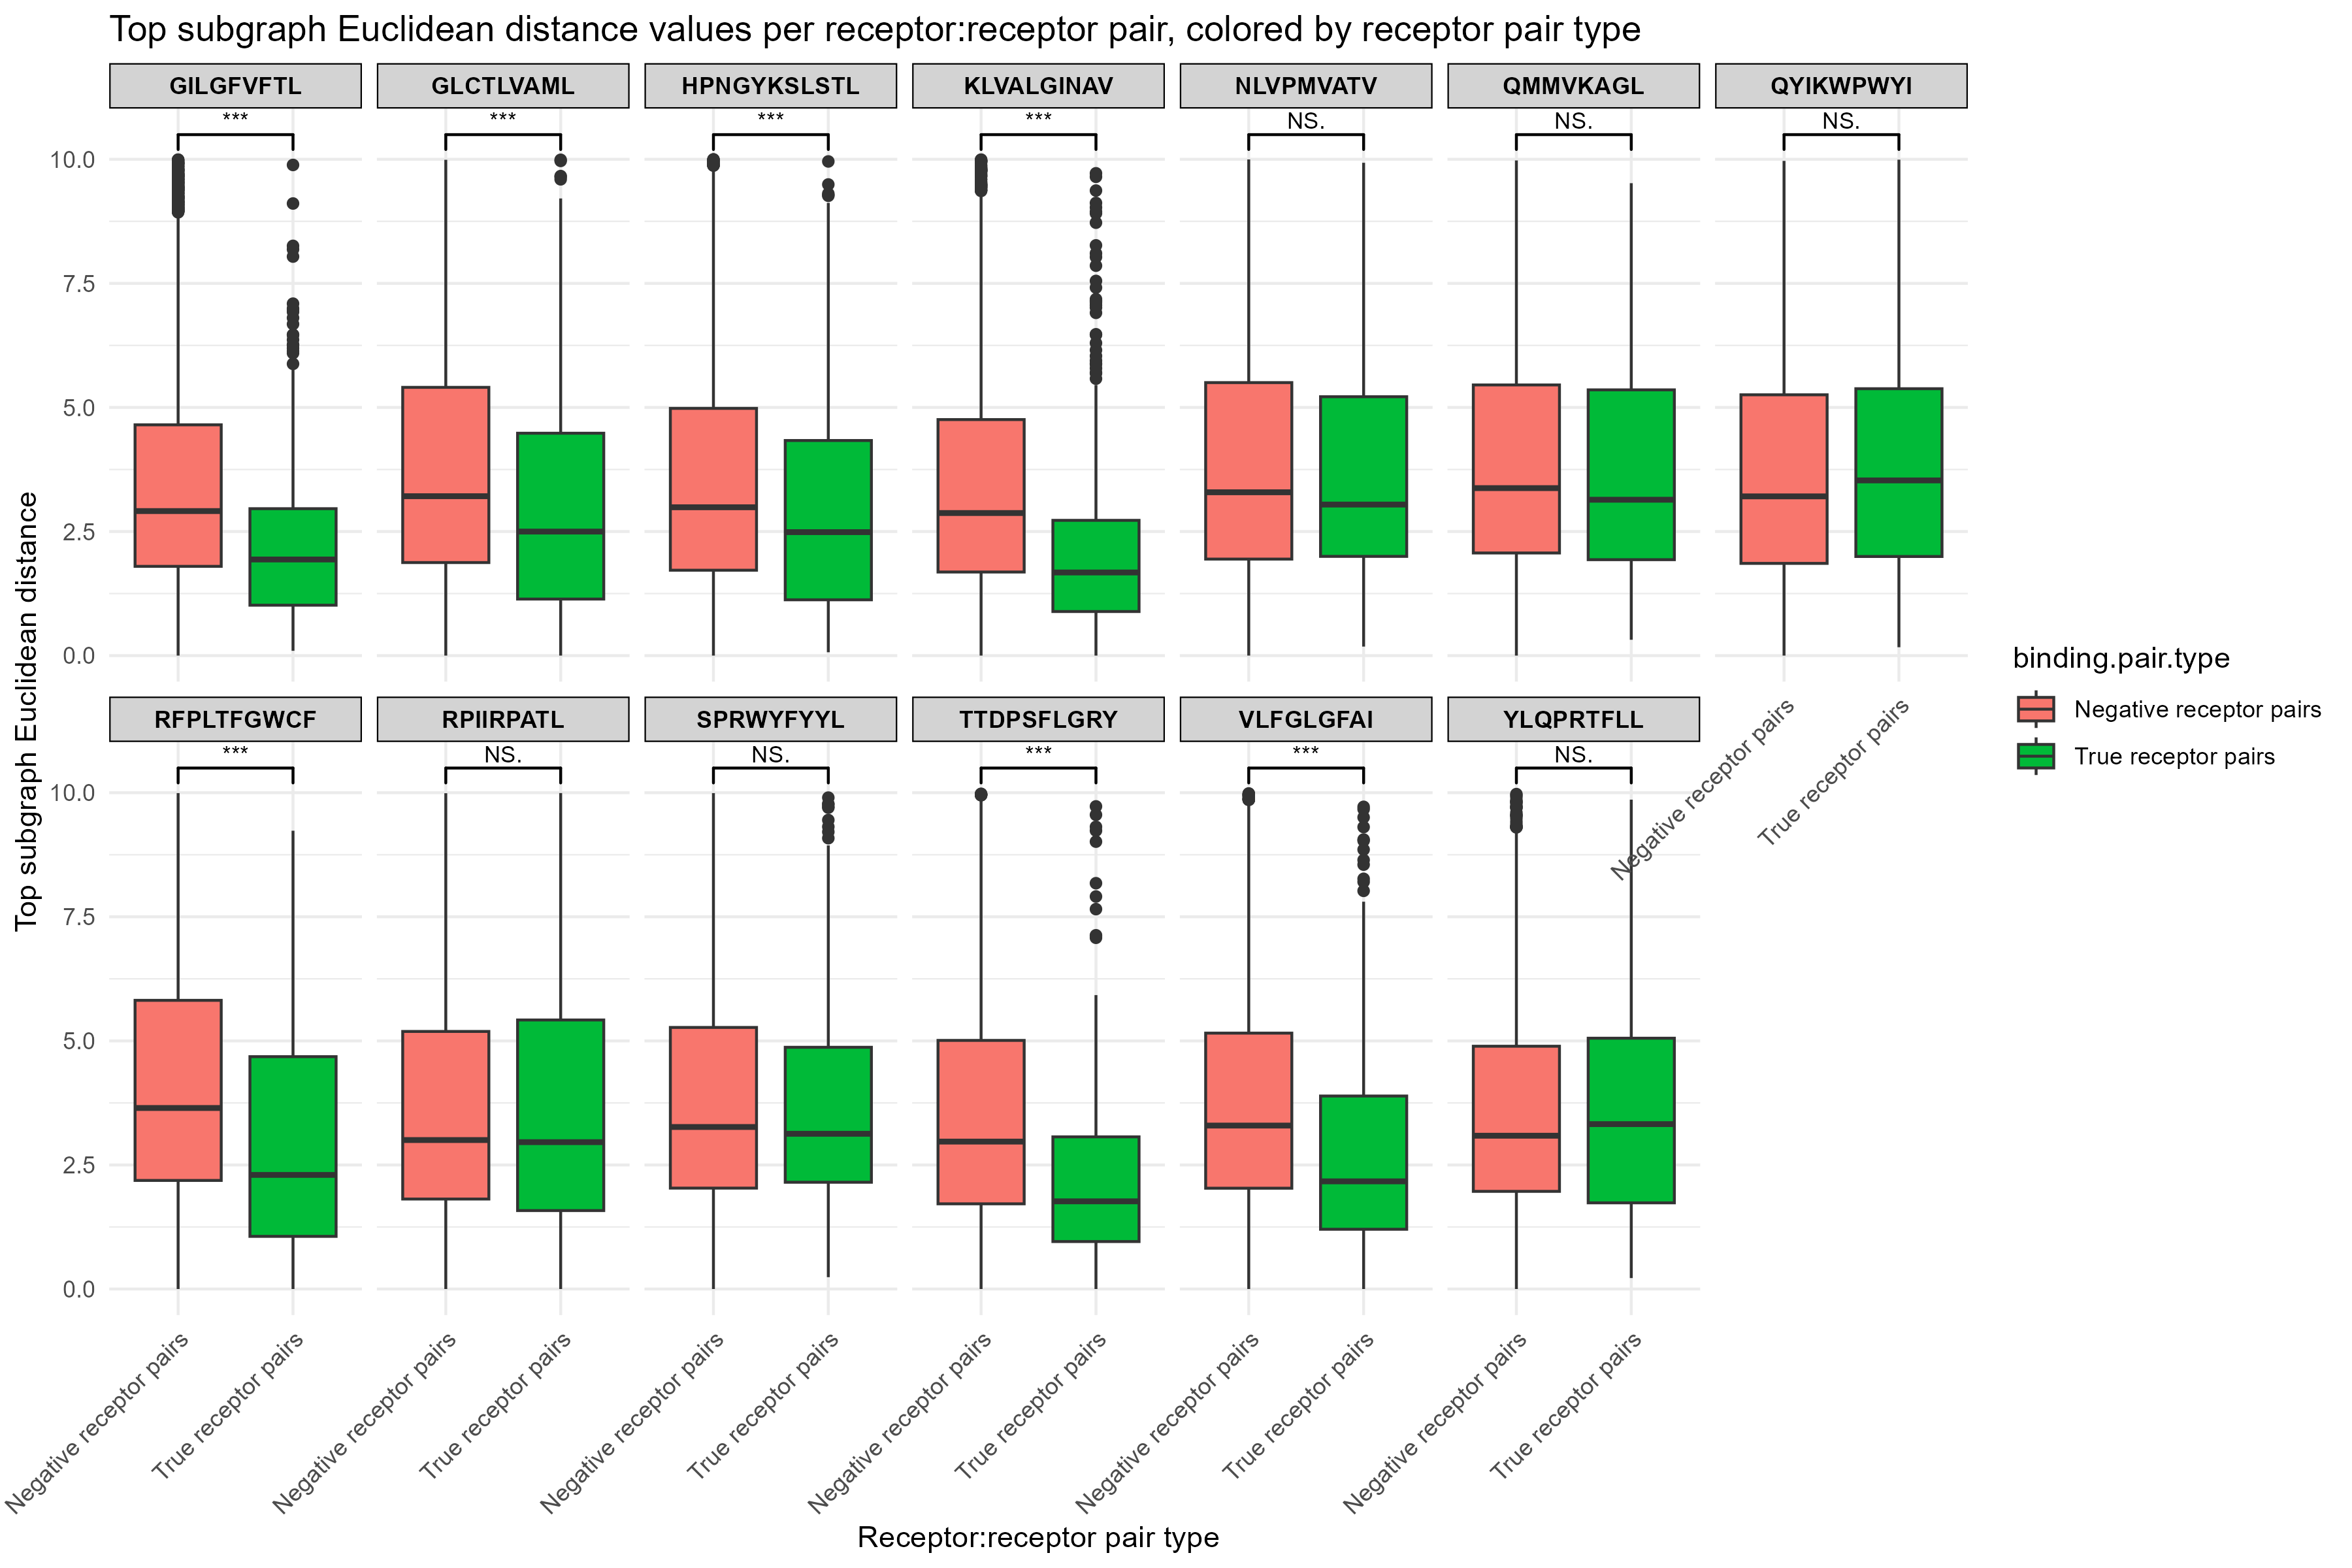 Top subgraph Euclidean distance values per receptor:receptor pair, colored by receptor pair type
GILGFVFTL
GLCTLVAML
HPNGYKSLSTL
KLVALGINAV
NLVPMVATV
QMMVKAGL
QYIKWPWYI
***
***
***
***
NS.
NS.
NS.
10.0
7.5
5.0
2.5
0.0
Top subgraph Euclidean distance
Negative receptor pairs
True receptor pairs
binding.pair.type
Negative receptor pairs
True receptor pairs
RFPLTFGWCF
RPIIRPATL
SPRWYFYYL
TTDPSFLGRY
VLFGLGFAI
YLQPRTFLL
***
NS.
NS.
***
***
NS.
10.0
7.5
5.0
2.5
0.0
Negative receptor pairs
True receptor pairs
Negative receptor pairs
True receptor pairs
Negative receptor pairs
True receptor pairs
Negative receptor pairs
True receptor pairs
Negative receptor pairs
True receptor pairs
Negative receptor pairs
True receptor pairs
Receptor:receptor pair type